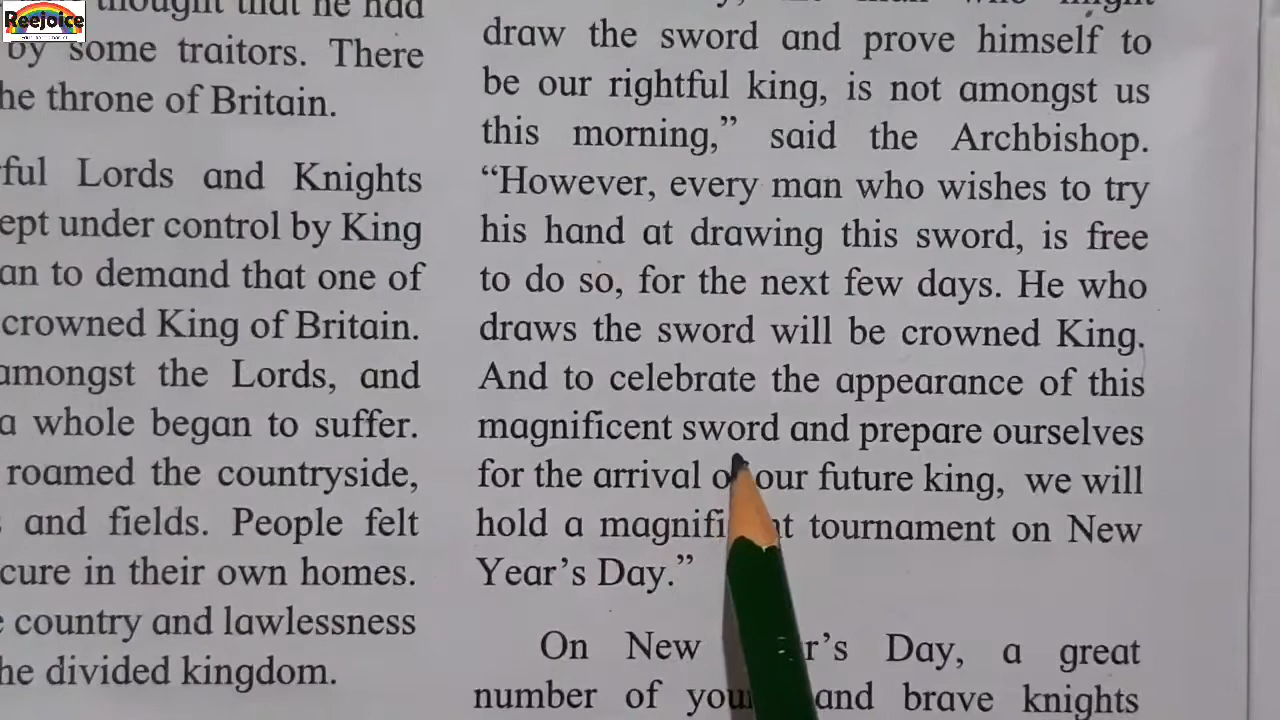 Reejoice
thought that he had
by some traitors. There
he throne of Britain.
ful Lords and Knights
ept under control by King
an to demand that one of
crowned King of Britain.
amongst the Lords, and
a whole began to suffer.
roamed the countryside,
and fields. People felt
cure in their own homes.
country and lawlessness
he divided kingdom.
draw the sword and prove himself to
be our rightful king, is not amongst us
this morning,” said the Archbishop.
“However, every man who wishes to try
his hand at drawing this sword, is free
to do so, for the next few days. He who
draws the sword will be crowned King.
And to celebrate the appearance of this
magnificent sword and prepare ourselves
for the arrival our future king, we will
hold a tournament on New
Year’s Day.”
On New Day, a great
number of and brave knights